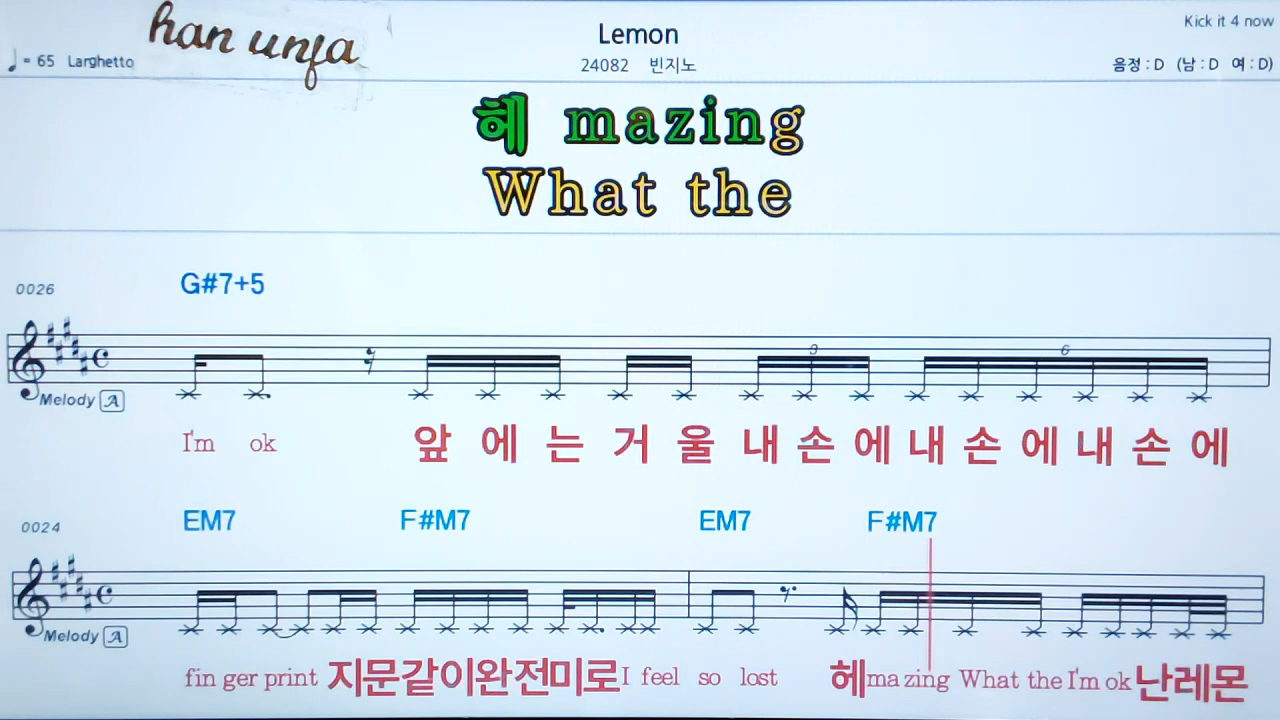 han unja
Lemon
Kick it 4 now
♩ = 65 Larghetto
24082 빈지노
음정 : D (남 : D 여 : D)
헤 mazing
What the
0026
G#7+5
3
6
Melody A
I'm ok 앞 에 는 거 울 내 손 에 내 손 에 내 손 에
0024
EM7 F#M7 EM7 F#M7
Melody A
fin ger print 지문같이완전미로 I feel so lost 헤 ma zing What the I'm ok 난레몬